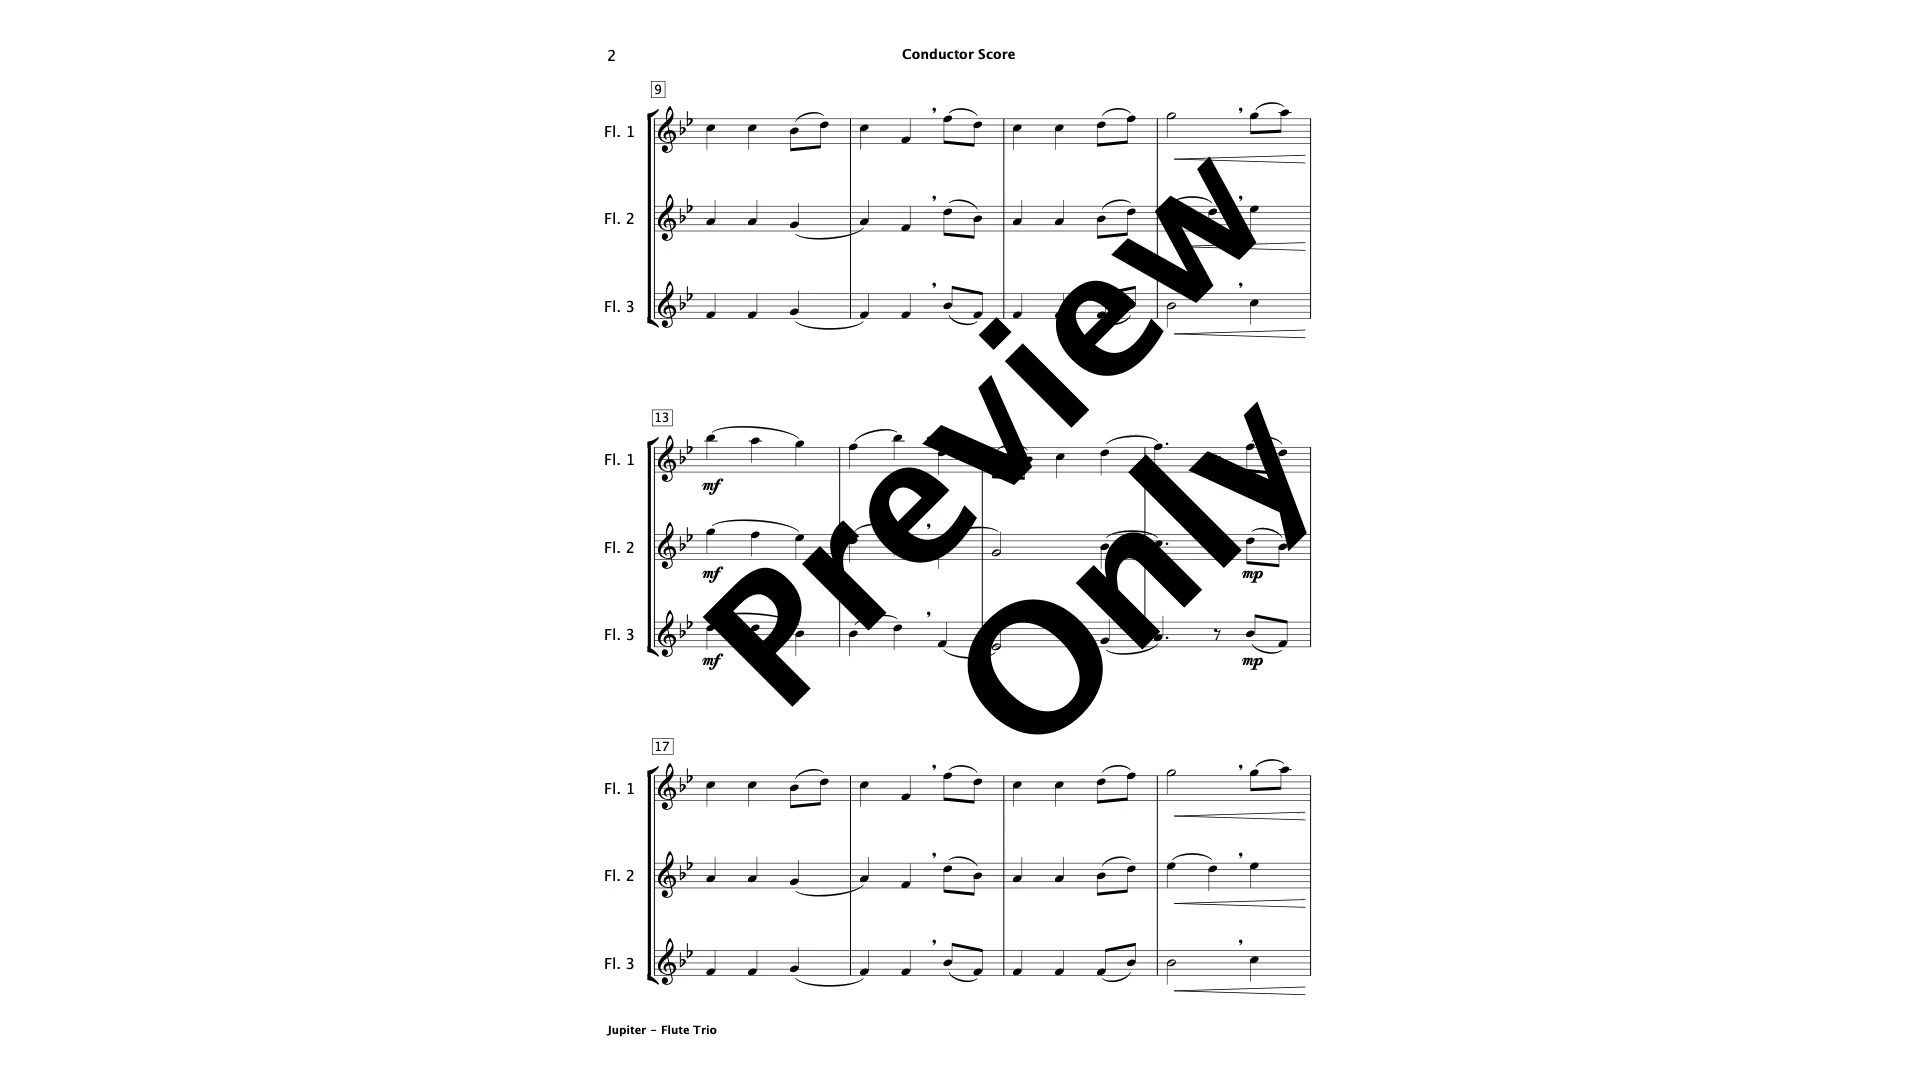 2
Conductor Score
9
Fl. 1
Fl. 2
Fl. 3
13
Fl. 1
mf
Fl. 2
mf
mp
Fl. 3
mf
mp
17
Fl. 1
Fl. 2
Fl. 3
Jupiter – Flute Trio
Preview
Only